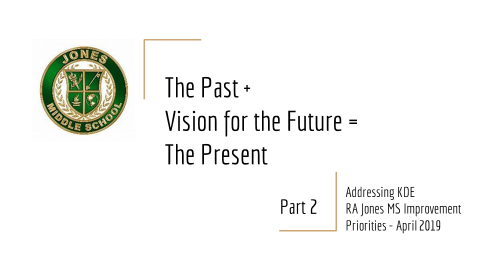 JONES
MIDDLE SCHOOL
The Past +
Vision for the Future =
The Present
Part 2
Addressing KDE
RA Jones MS Improvement
Priorities - April 2019